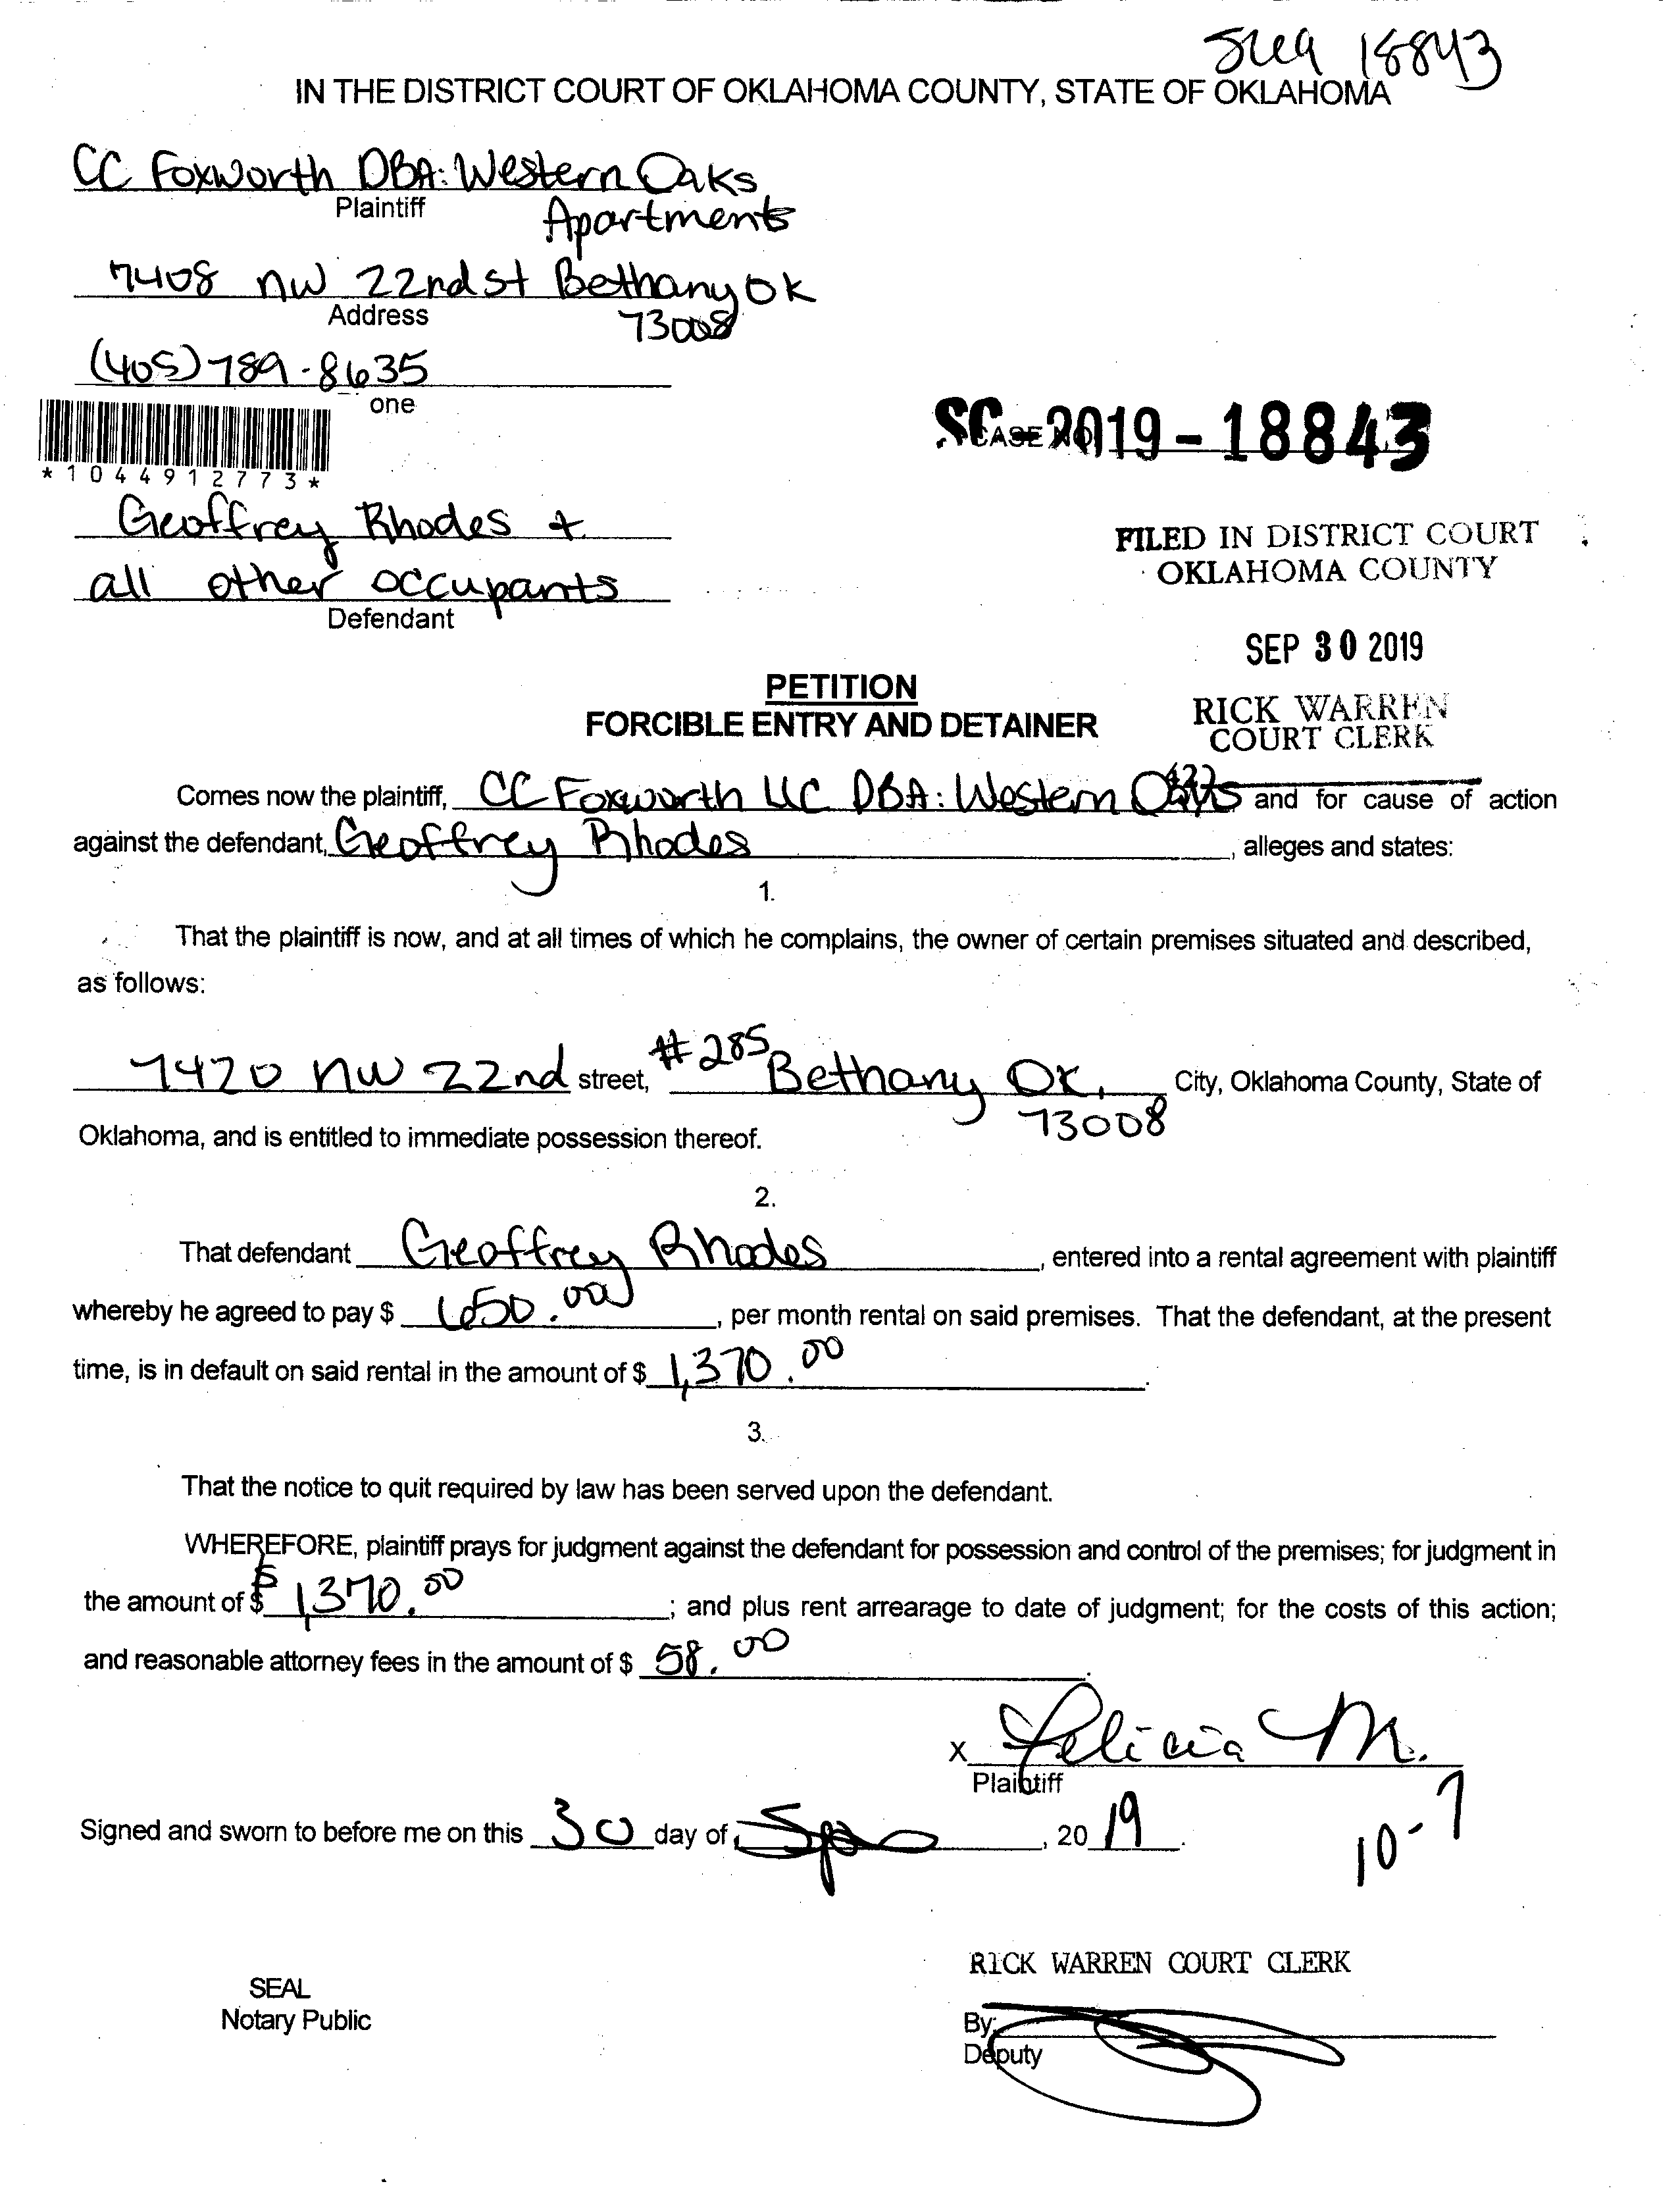 18843
IN THE DISTRICT COURT OF OKLAHOMA COUNTY, STATE OF OKLAHOMA
CC Foxworth DBA: Western Oaks
Plaintiff
Apartments
7408 NW 22nd St Bethany OK
Address
73008
(405) 789-8635
one
*1044912773*
SC-2019-18843
CASE NO.
Geoffrey Rhodes +
all other occupants
Defendant
FILED IN DISTRICT COURT
OKLAHOMA COUNTY
SEP 30 2019
RICK WARREN
COURT CLERK
PETITION
FORCIBLE ENTRY AND DETAINER
Comes now the plaintiff, CC Foxworth LLC DBA: Western Oaks and for cause of action
against the defendant, Geoffrey Rhodes, alleges and states:
1.
That the plaintiff is now, and at all times of which he complains, the owner of certain premises situated and described,
as follows:
7420 NW 22nd street, #285 Bethany OK, City, Oklahoma County, State of
73008
Oklahoma, and is entitled to immediate possession thereof.
2.
That defendant Geoffrey Rhodes, entered into a rental agreement with plaintiff
whereby he agreed to pay $ 650.00, per month rental on said premises. That the defendant, at the present
time, is in default on said rental in the amount of $ 1,370.00.
3.
That the notice to quit required by law has been served upon the defendant.
WHEREFORE, plaintiff prays for judgment against the defendant for possession and control of the premises; for judgment in
the amount of $ 1,370.00; and plus rent arrearage to date of judgment; for the costs of this action;
and reasonable attorney fees in the amount of $ 58.00.
x Felicia M.
Plaintiff
Signed and sworn to before me on this 30 day of, 2019.
10-7
RICK WARREN COURT CLERK
SEAL
Notary Public
By:
Deputy